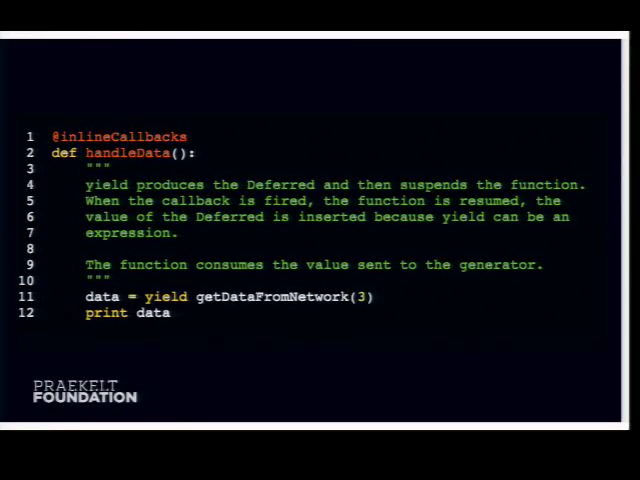 1 @inlineCallbacks
2 def handleData():
3 """
4 yield produces the Deferred and then suspends the function.
5 When the callback is fired, the function is resumed, the
6 value of the Deferred is inserted because yield can be an
7 expression.
8
9 The function consumes the value sent to the generator.
10 """
11 data = yield getDataFromNetwork(3)
12 print data
PRAEKELT
FOUNDATION